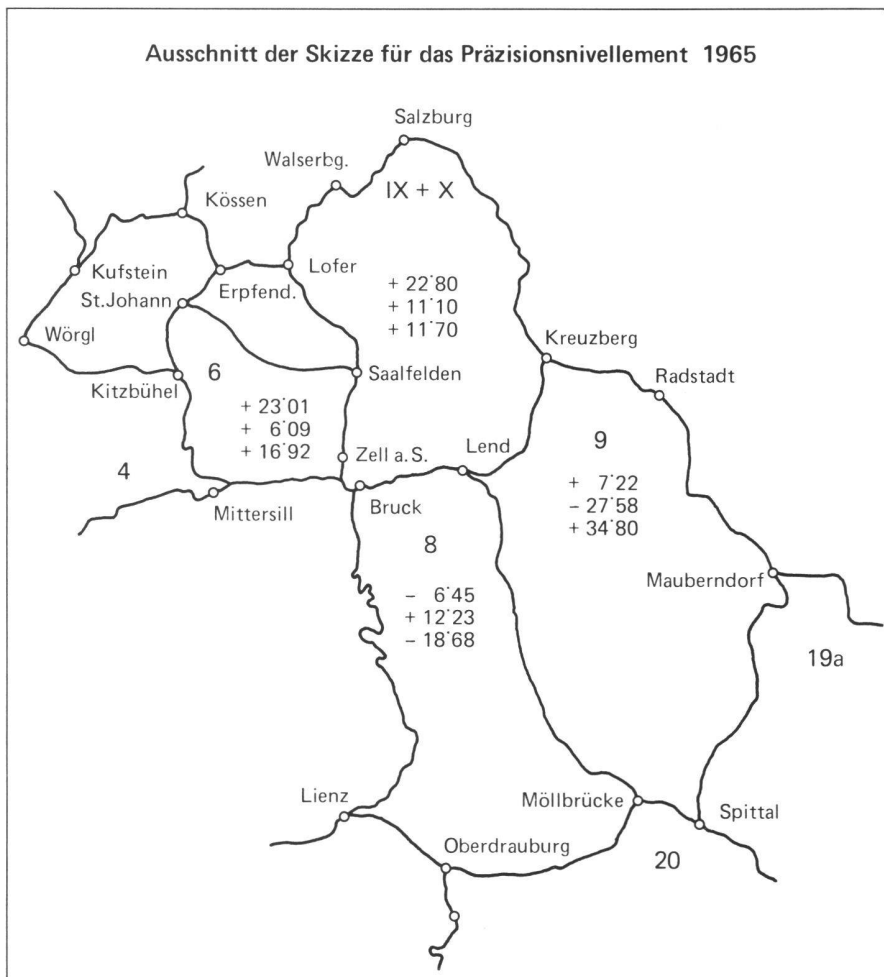 Ausschnitt der Skizze für das Präzisionsnivellement 1965
Salzburg
Walserbg.
IX + X
Kössen
Lofer
Kufstein
Erpfend.
St.Johann
+ 22˙80
+ 11˙10
+ 11˙70
Wörgl
Kreuzberg
Kitzbühel
6
Saalfelden
Radstadt
+ 23˙01
+ 6˙09
+ 16˙92
Zell a.S.
Lend
9
4
Mittersill
Bruck
+ 7˙22
− 27˙58
+ 34˙80
8
− 6˙45
+ 12˙23
− 18˙68
Mauberndorf
19a
Lienz
Möllbrücke
Spittal
Oberdrauburg
20